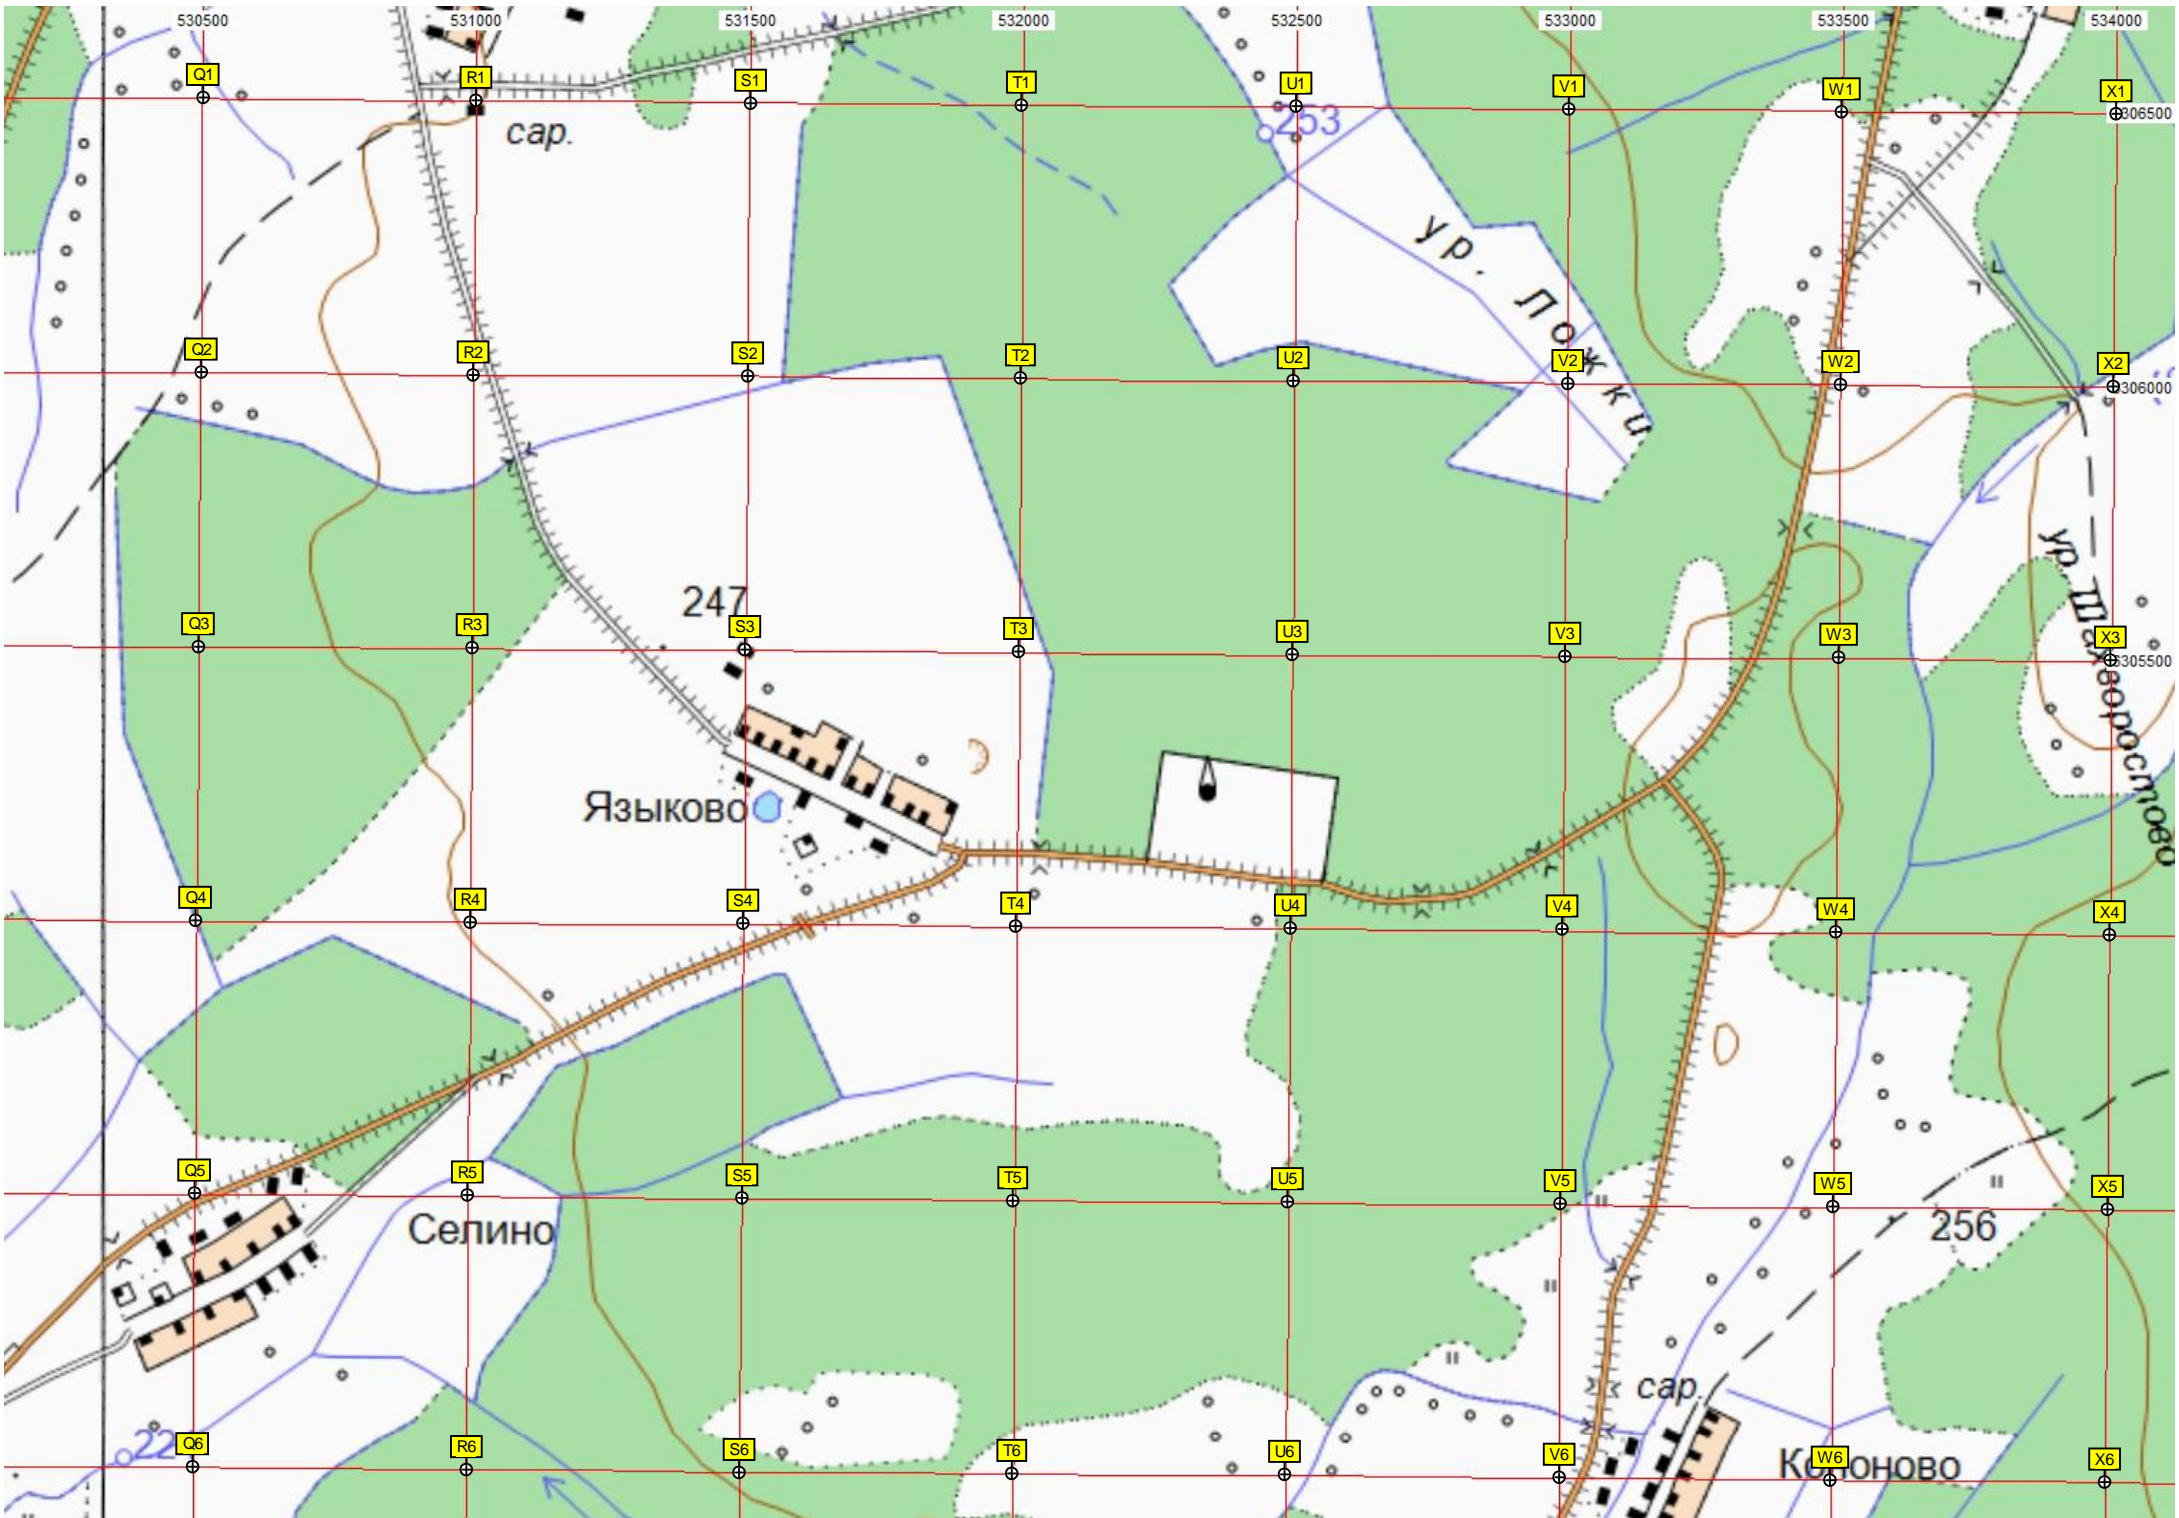 530500 531000 531500 532000 532500 533000 533500 534000
Q1 R1 S1 T1 U1 V1 W1 X1
306500
сар.
253
ур. Ложки
Q2 R2 S2 T2 U2 V2 W2 X2
306000
247
Q3 R3 S3 T3 U3 V3 W3 X3
305500
Языково
Q4 R4 S4 T4 U4 V4 W4 X4
Q5 R5 S5 T5 U5 V5 W5 X5
Селино
256
сар.
22
Q6 R6 S6 T6 U6 V6 W6 X6